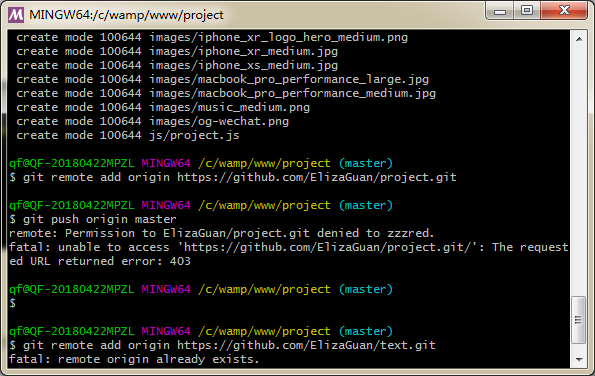 MINGW64:/c/wamp/www/project
create mode 100644 images/iphone_xr_logo_hero_medium.png
create mode 100644 images/iphone_xr_medium.jpg
create mode 100644 images/iphone_xs_medium.jpg
create mode 100644 images/macbook_pro_performance_large.jpg
create mode 100644 images/macbook_pro_performance_medium.jpg
create mode 100644 images/music_medium.png
create mode 100644 images/og-wechat.png
create mode 100644 js/project.js
qf@QF-20180422MPZL MINGW64 /c/wamp/www/project (master)
$ git remote add origin https://github.com/ElizaGuan/project.git
qf@QF-20180422MPZL MINGW64 /c/wamp/www/project (master)
$ git push origin master
remote: Permission to ElizaGuan/project.git denied to zzzred.
fatal: unable to access 'https://github.com/ElizaGuan/project.git/': The request
ed URL returned error: 403
qf@QF-20180422MPZL MINGW64 /c/wamp/www/project (master)
$
qf@QF-20180422MPZL MINGW64 /c/wamp/www/project (master)
$ git remote add origin https://github.com/ElizaGuan/text.git
fatal: remote origin already exists.